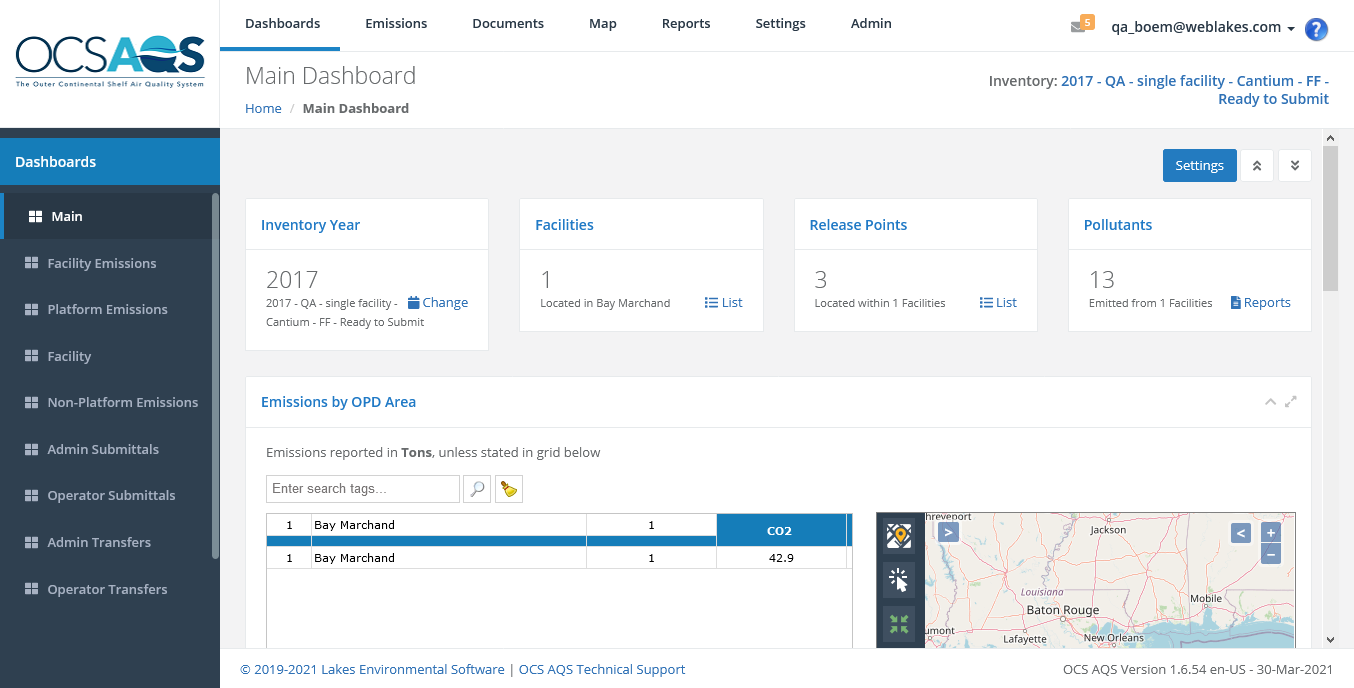 OCSAQS
The Outer Continental Shelf Air Quality System
Dashboards Emissions Documents Map Reports Settings Admin
5 qa_boem@weblakes.com ?
Main Dashboard
Home / Main Dashboard
Inventory: 2017 - QA - single facility - Cantium - FF -
Ready to Submit
Dashboards
Main
Facility Emissions
Platform Emissions
Facility
Non-Platform Emissions
Admin Submittals
Operator Submittals
Admin Transfers
Operator Transfers
Settings
Inventory Year
2017
2017 - QA - single facility - Change
Cantium - FF - Ready to Submit
Facilities
1
Located in Bay Marchand List
Release Points
3
Located within 1 Facilities List
Pollutants
13
Emitted from 1 Facilities Reports
Emissions by OPD Area
Emissions reported in Tons, unless stated in grid below
Enter search tags...
1 Bay Marchand 1 CO2
1 Bay Marchand 1 42.9
> < + −
hreveport
Jackson
Louisiana
Mobile
Baton Rouge
umont
Lafayette
New Orleans
© 2019-2021 Lakes Environmental Software | OCS AQS Technical Support
OCS AQS Version 1.6.54 en-US - 30-Mar-2021